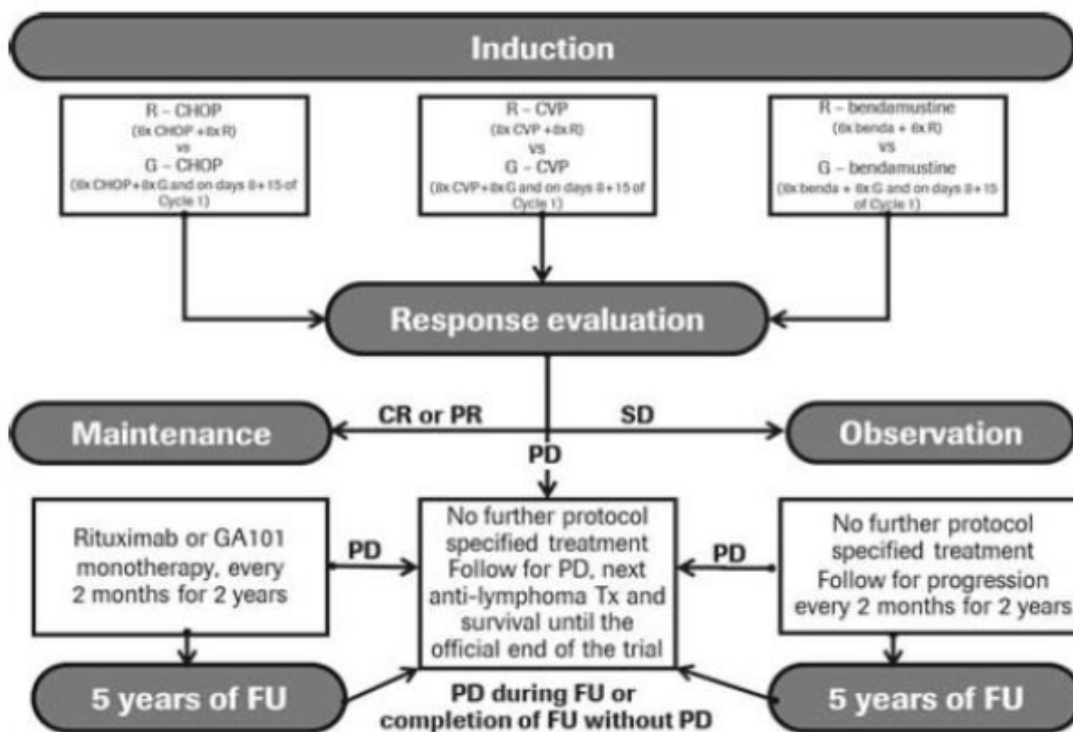 Induction
R – CHOP
(6x CHOP + 8x R)
vs
G – CHOP
(6x CHOP+8x G and on days 8+15 of
Cycle 1)
R – CVP
(8x CVP + 8x R)
vs
G – CVP
(8x CVP+8x G and on days 8+15 of
Cycle 1)
R – bendamustine
(6x benda + 6x R)
vs
G – bendamustine
(6x benda + 6x G and on days 8+15
of Cycle 1)
Response evaluation
Maintenance
CR or PR
SD
Observation
PD
Rituximab or GA101
monotherapy, every
2 months for 2 years
PD
No further protocol
specified treatment
Follow for PD, next
anti-lymphoma Tx and
survival until the
official end of the trial
PD
No further protocol
specified treatment
Follow for progression
every 2 months for 2 years
5 years of FU
PD during FU or
completion of FU without PD
5 years of FU